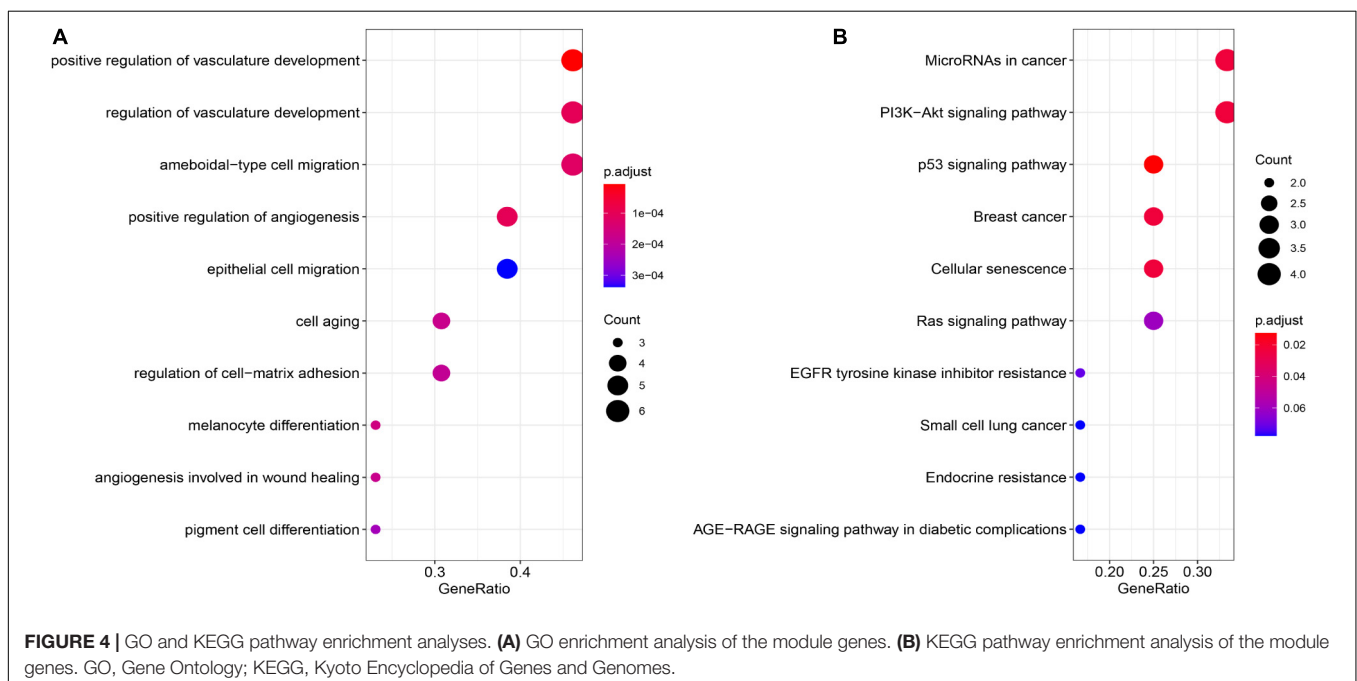 A
positive regulation of vasculature development
regulation of vasculature development
ameboidal−type cell migration
positive regulation of angiogenesis
epithelial cell migration
cell aging
regulation of cell−matrix adhesion
melanocyte differentiation
angiogenesis involved in wound healing
pigment cell differentiation
0.3 0.4
GeneRatio
p.adjust
1e−04
2e−04
3e−04
Count
3
4
5
6
B
MicroRNAs in cancer
PI3K−Akt signaling pathway
p53 signaling pathway
Breast cancer
Cellular senescence
Ras signaling pathway
EGFR tyrosine kinase inhibitor resistance
Small cell lung cancer
Endocrine resistance
AGE−RAGE signaling pathway in diabetic complications
0.20 0.25 0.30
GeneRatio
Count
2.0
2.5
3.0
3.5
4.0
p.adjust
0.02
0.04
0.06
FIGURE 4 | GO and KEGG pathway enrichment analyses. (A) GO enrichment analysis of the module genes. (B) KEGG pathway enrichment analysis of the module
genes. GO, Gene Ontology; KEGG, Kyoto Encyclopedia of Genes and Genomes.